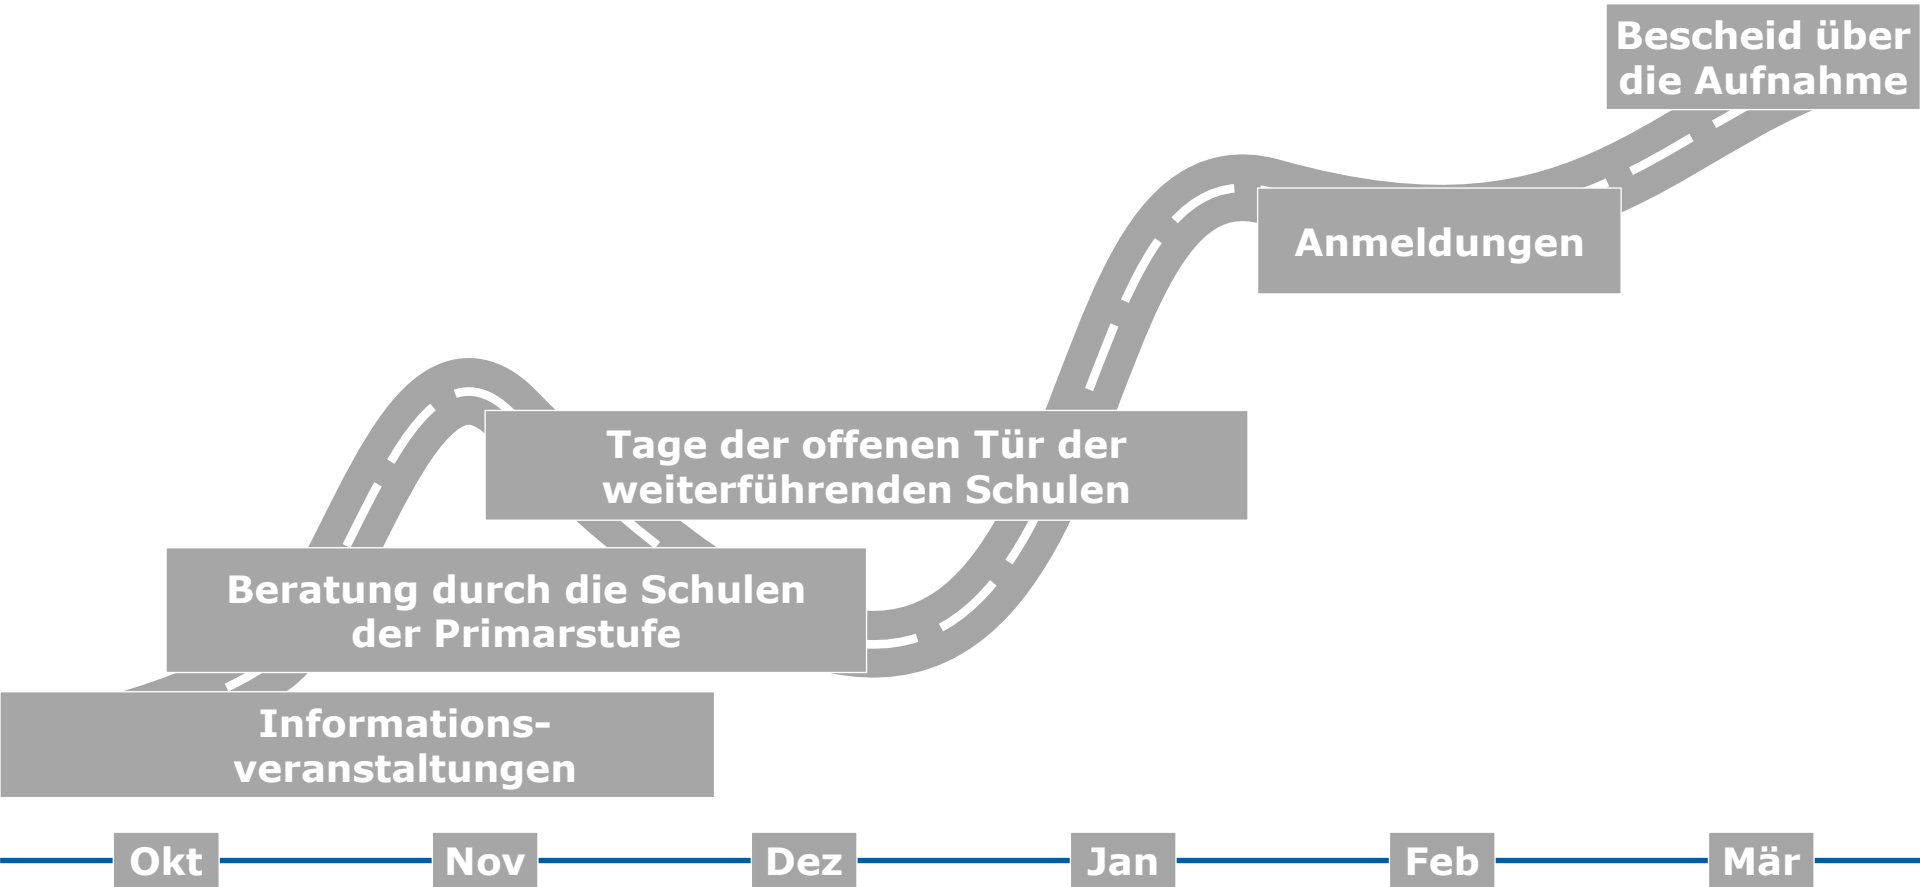 Bescheid über
die Aufnahme
Anmeldungen
Tage der offenen Tür der
weiterführenden Schulen
Beratung durch die Schulen
der Primarstufe
Informations-
veranstaltungen
Okt Nov Dez Jan Feb Mär